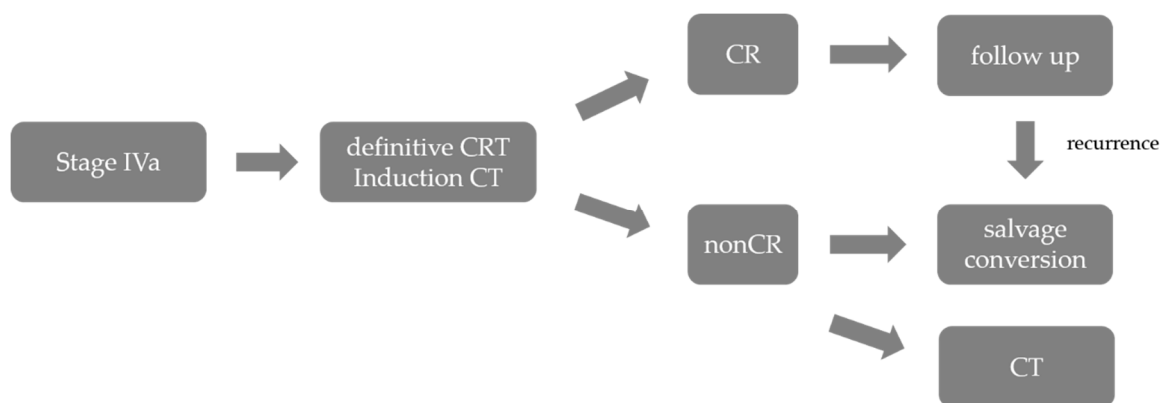 Stage IVa
definitive CRT
Induction CT
CR
follow up
recurrence
nonCR
salvage
conversion
CT